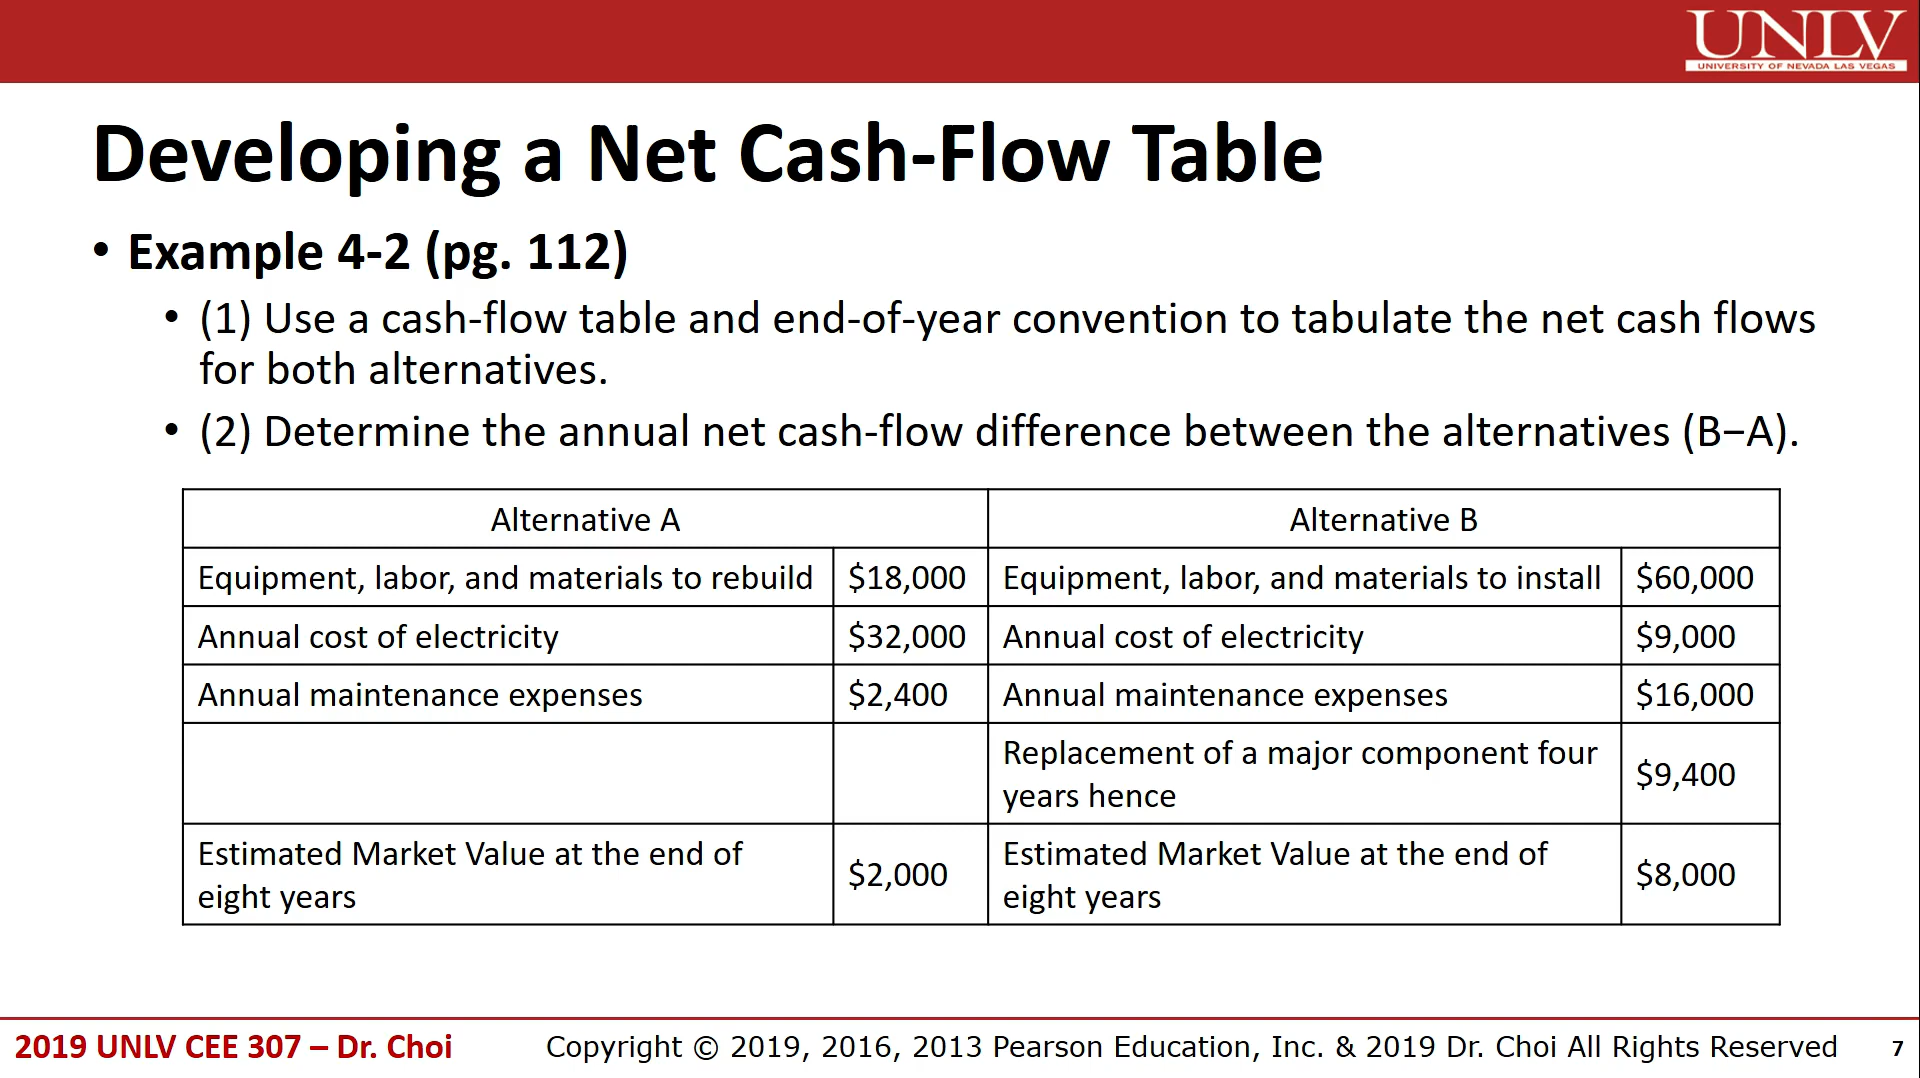 UNLV
UNIVERSITY OF NEVADA LAS VEGAS
Developing a Net Cash-Flow Table
• Example 4-2 (pg. 112)
• (1) Use a cash-flow table and end-of-year convention to tabulate the net cash flows
for both alternatives.
• (2) Determine the annual net cash-flow difference between the alternatives (B−A).
Alternative A Alternative B
Equipment, labor, and materials to rebuild $18,000 Equipment, labor, and materials to install $60,000
Annual cost of electricity $32,000 Annual cost of electricity $9,000
Annual maintenance expenses $2,400 Annual maintenance expenses $16,000
Replacement of a major component four
years hence $9,400
Estimated Market Value at the end of
eight years $2,000
Estimated Market Value at the end of
eight years $8,000
2019 UNLV CEE 307 – Dr. Choi Copyright © 2019, 2016, 2013 Pearson Education, Inc. & 2019 Dr. Choi All Rights Reserved 7